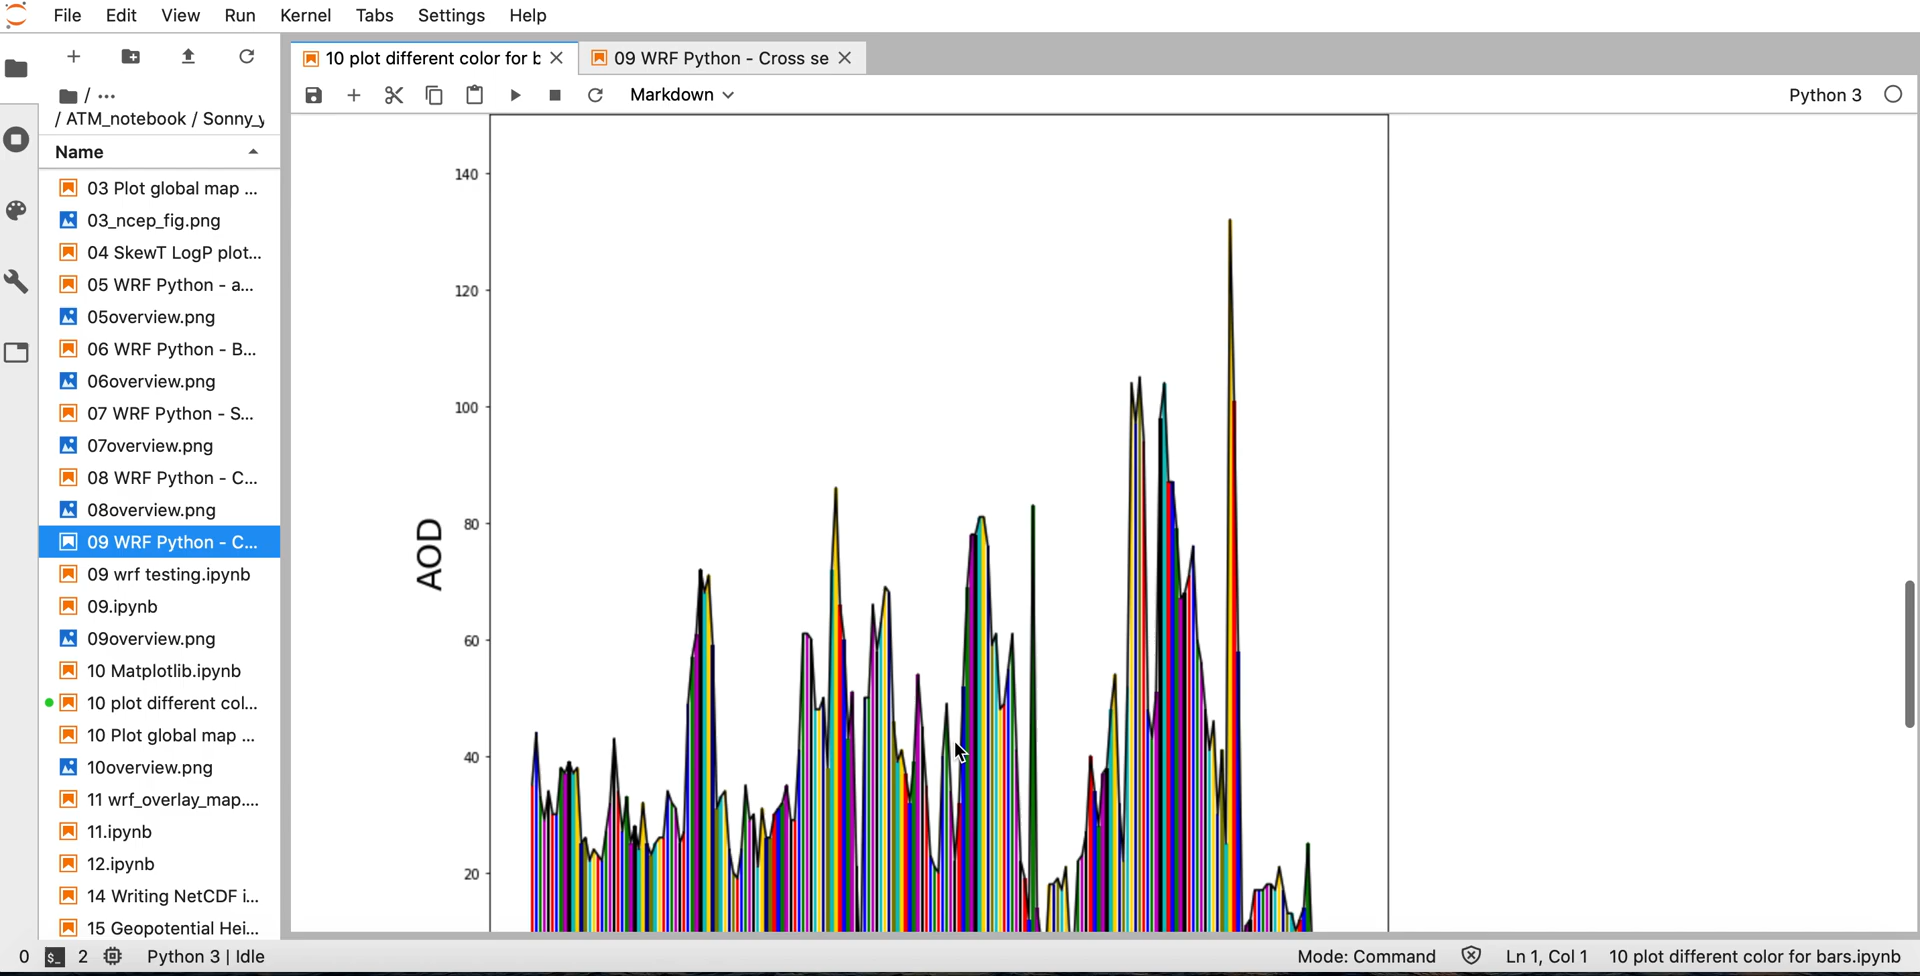 File Edit View Run Kernel Tabs Settings Help
/ ...
/ ATM_notebook / Sonny_y
Name
03 Plot global map ...
03_ncep_fig.png
04 SkewT LogP plot...
05 WRF Python - a...
05overview.png
06 WRF Python - B...
06overview.png
07 WRF Python - S...
07overview.png
08 WRF Python - C...
08overview.png
09 WRF Python - C...
09 wrf testing.ipynb
09.ipynb
09overview.png
10 Matplotlib.ipynb
10 plot different col...
10 Plot global map ...
10overview.png
11 wrf_overlay_map....
11.ipynb
12.ipynb
14 Writing NetCDF i...
15 Geopotential Hei...
10 plot different color for b
09 WRF Python - Cross se
Markdown
Python 3
140
120
100
80
60
40
20
AOD
0 $_ 2 Python 3 | Idle
Mode: Command Ln 1, Col 1 10 plot different color for bars.ipynb